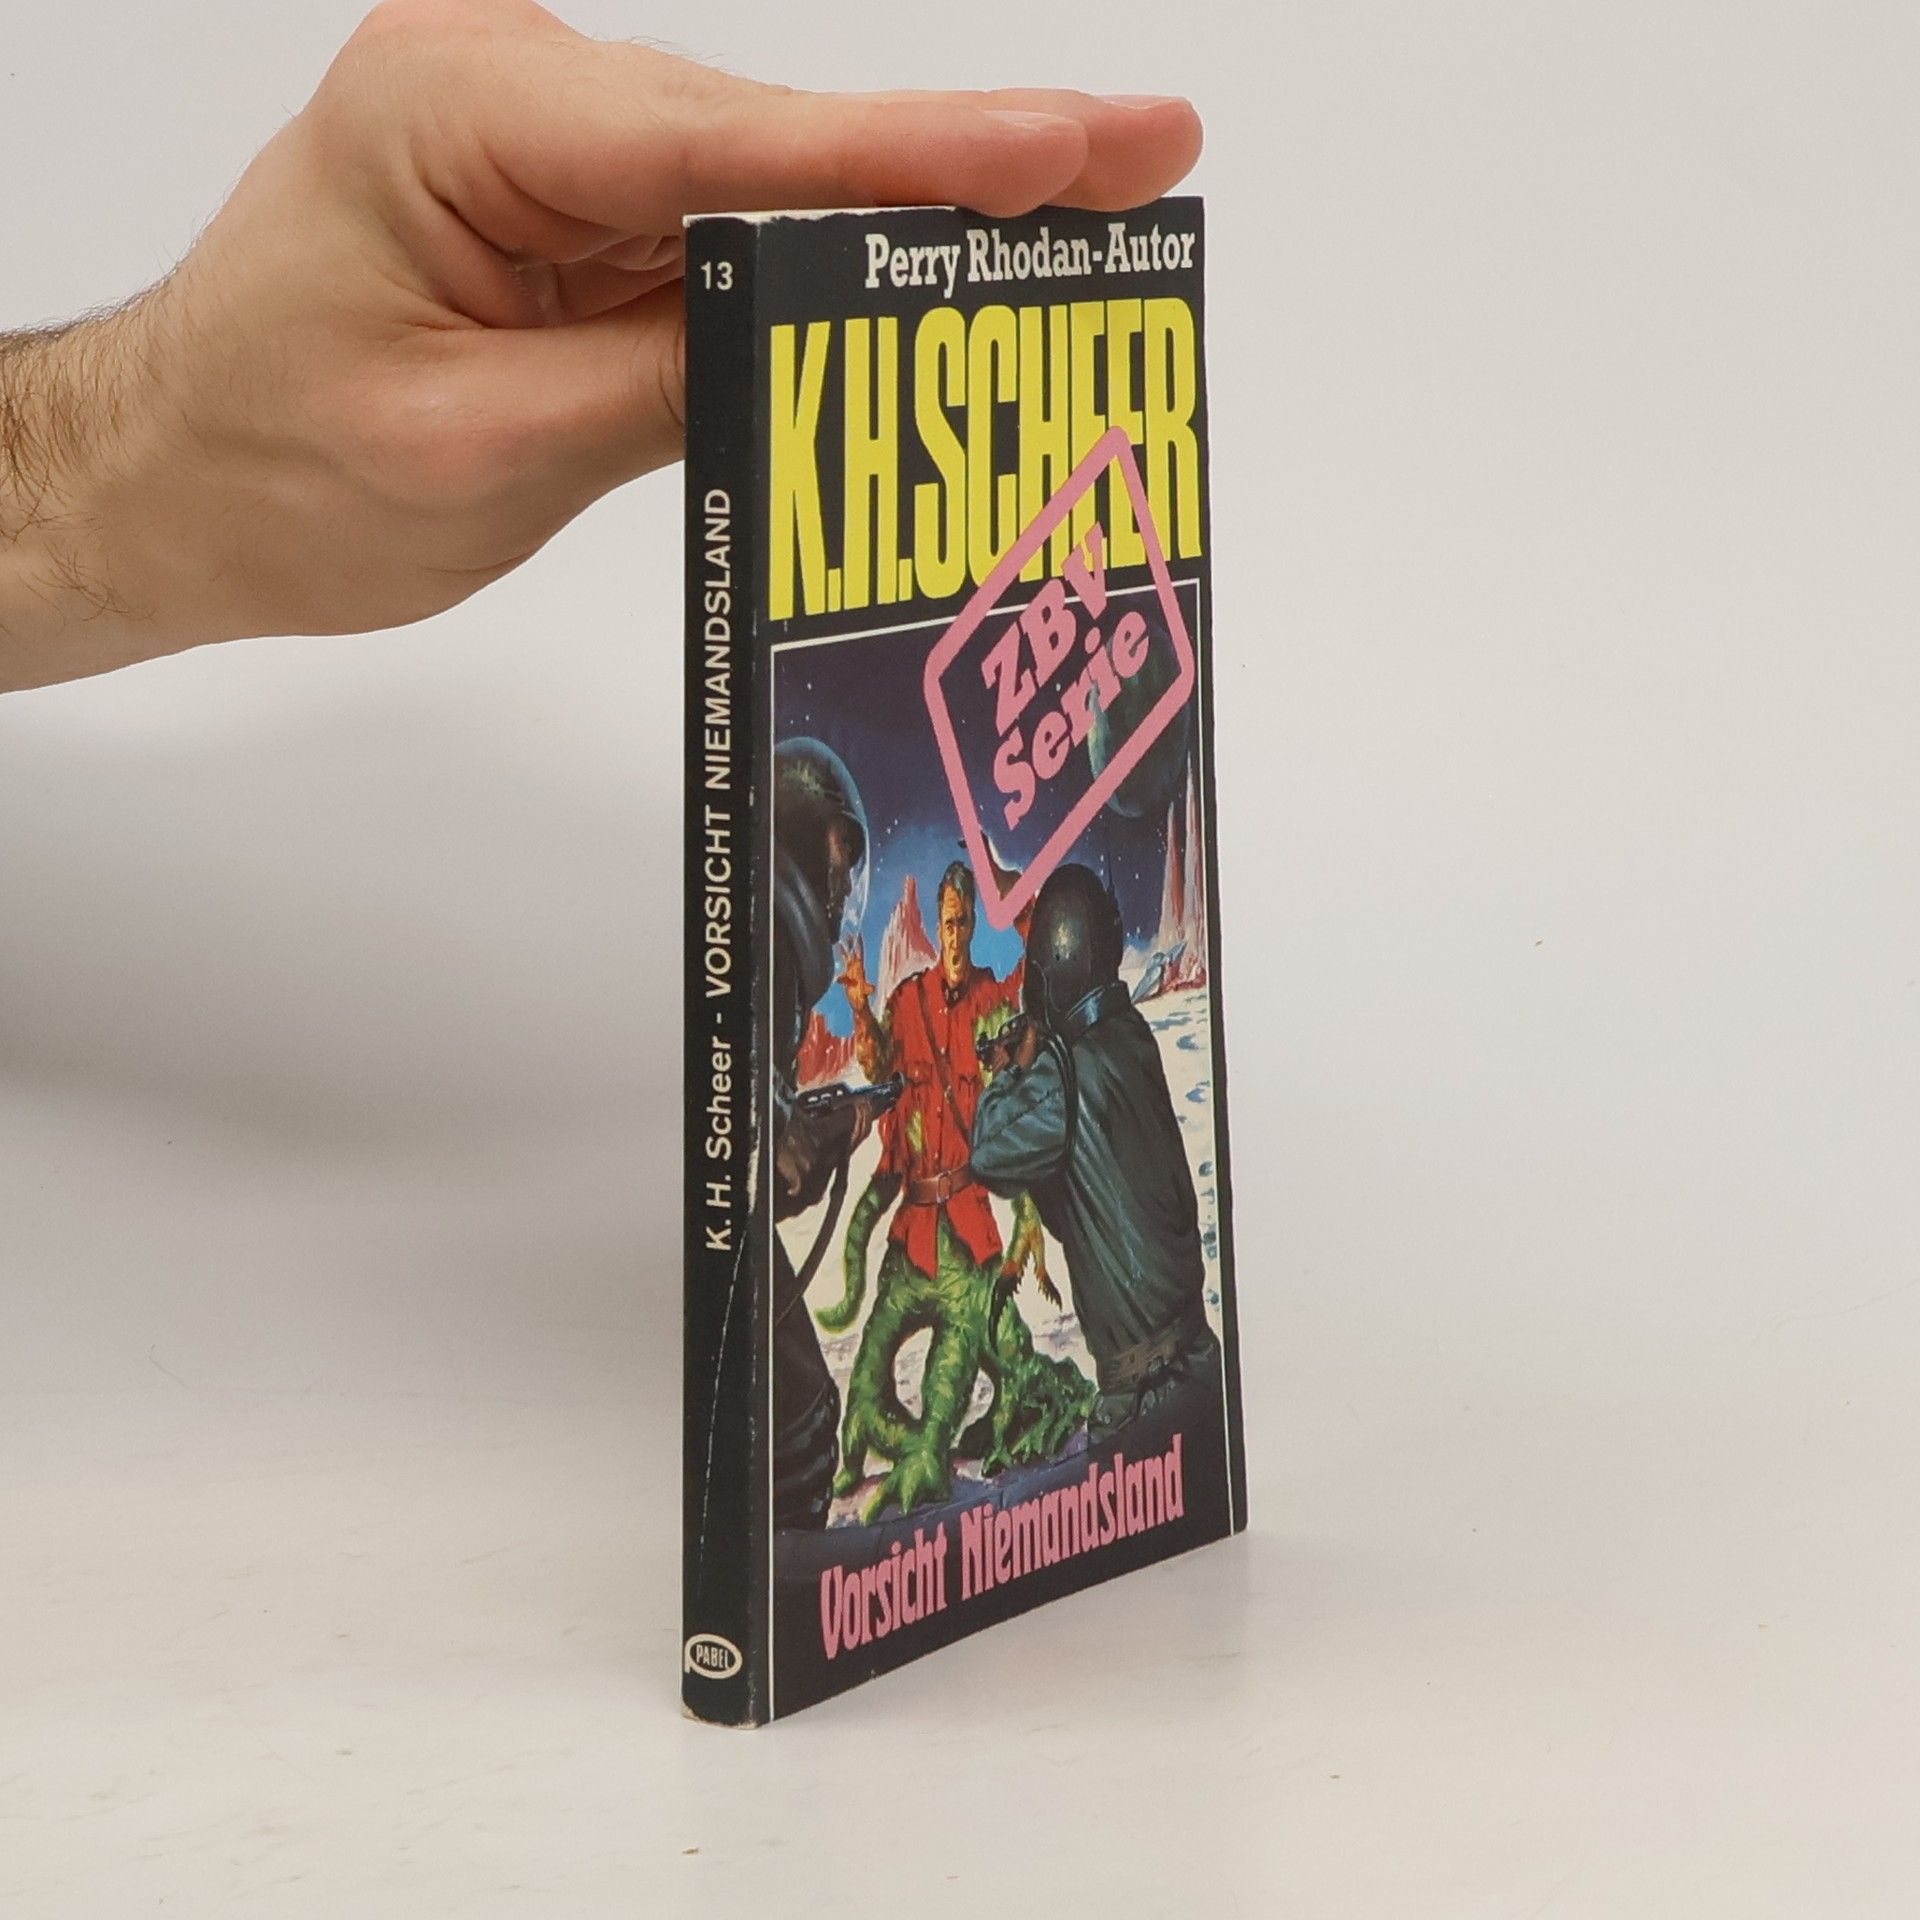 13
K. H. Scheer - VORSICHT NIEMANDSLAND
PABEL
Perry Rhodan-Autor
K.H.SCHEER
ZBV
Serie
Vorsicht Niemandsland